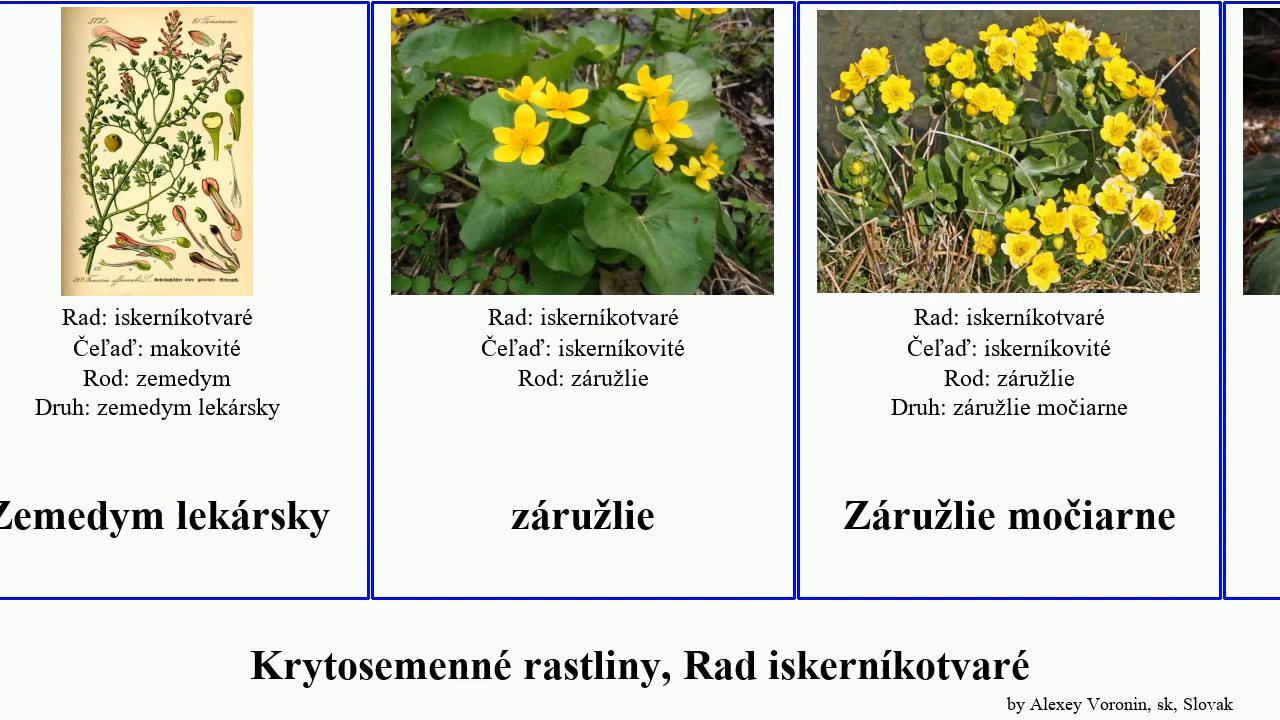 Rad: iskerníkotvaré
Čeľaď: makovité
Rod: zemedym
Druh: zemedym lekársky
Zemedym lekársky
Rad: iskerníkotvaré
Čeľaď: iskerníkovité
Rod: záružlie
záružlie
Rad: iskerníkotvaré
Čeľaď: iskerníkovité
Rod: záružlie
Druh: záružlie močiarne
Záružlie močiarne
Krytosemenné rastliny, Rad iskerníkotvaré
by Alexey Voronin, sk, Slovak